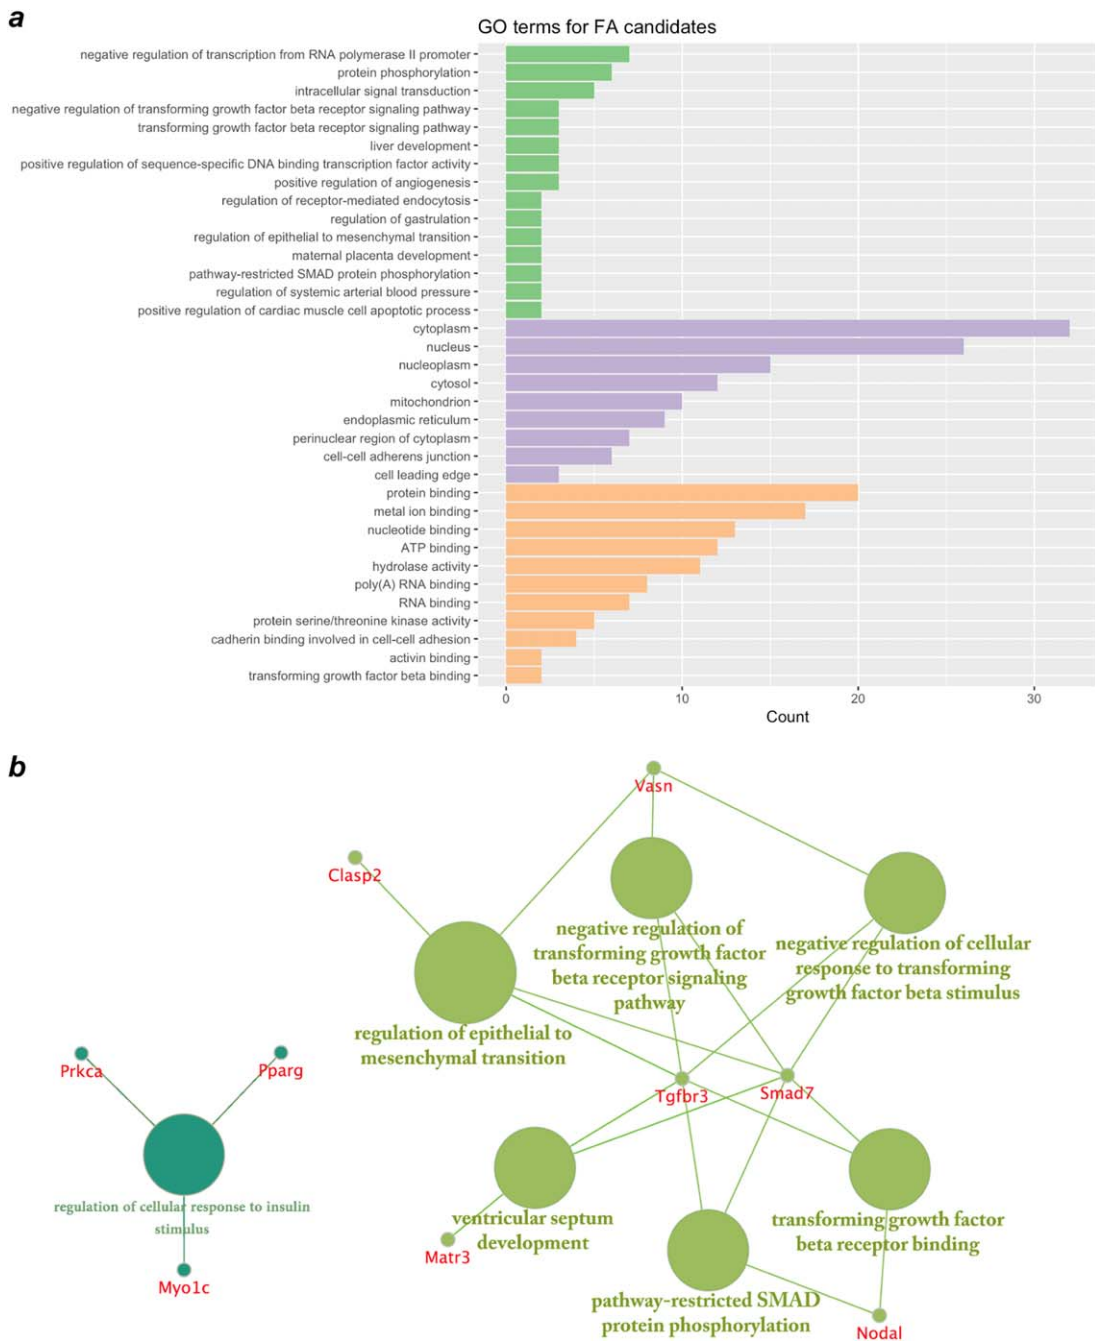 a
GO terms for FA candidates
negative regulation of transcription from RNA polymerase II promoter
protein phosphorylation
intracellular signal transduction
negative regulation of transforming growth factor beta receptor signaling pathway
transforming growth factor beta receptor signaling pathway
liver development
positive regulation of sequence-specific DNA binding transcription factor activity
positive regulation of angiogenesis
regulation of receptor-mediated endocytosis
regulation of gastrulation
regulation of epithelial to mesenchymal transition
maternal placenta development
pathway-restricted SMAD protein phosphorylation
regulation of systemic arterial blood pressure
positive regulation of cardiac muscle cell apoptotic process
cytoplasm
nucleus
nucleoplasm
cytosol
mitochondrion
endoplasmic reticulum
perinuclear region of cytoplasm
cell-cell adherens junction
cell leading edge
protein binding
metal ion binding
nucleotide binding
ATP binding
hydrolase activity
poly(A) RNA binding
RNA binding
protein serine/threonine kinase activity
cadherin binding involved in cell-cell adhesion
activin binding
transforming growth factor beta binding
0 10 20 30
Count
b
Vasn
Clasp2
negative regulation of
transforming growth factor
beta receptor signaling
pathway
negative regulation of cellular
response to transforming
growth factor beta stimulus
regulation of epithelial to
mesenchymal transition
Prkca
Pparg
Tgfbr3
Smad7
regulation of cellular response to insulin
stimulus
Myo1c
ventricular septum
development
Matr3
transforming growth factor
beta receptor binding
pathway-restricted SMAD
protein phosphorylation
Nodal